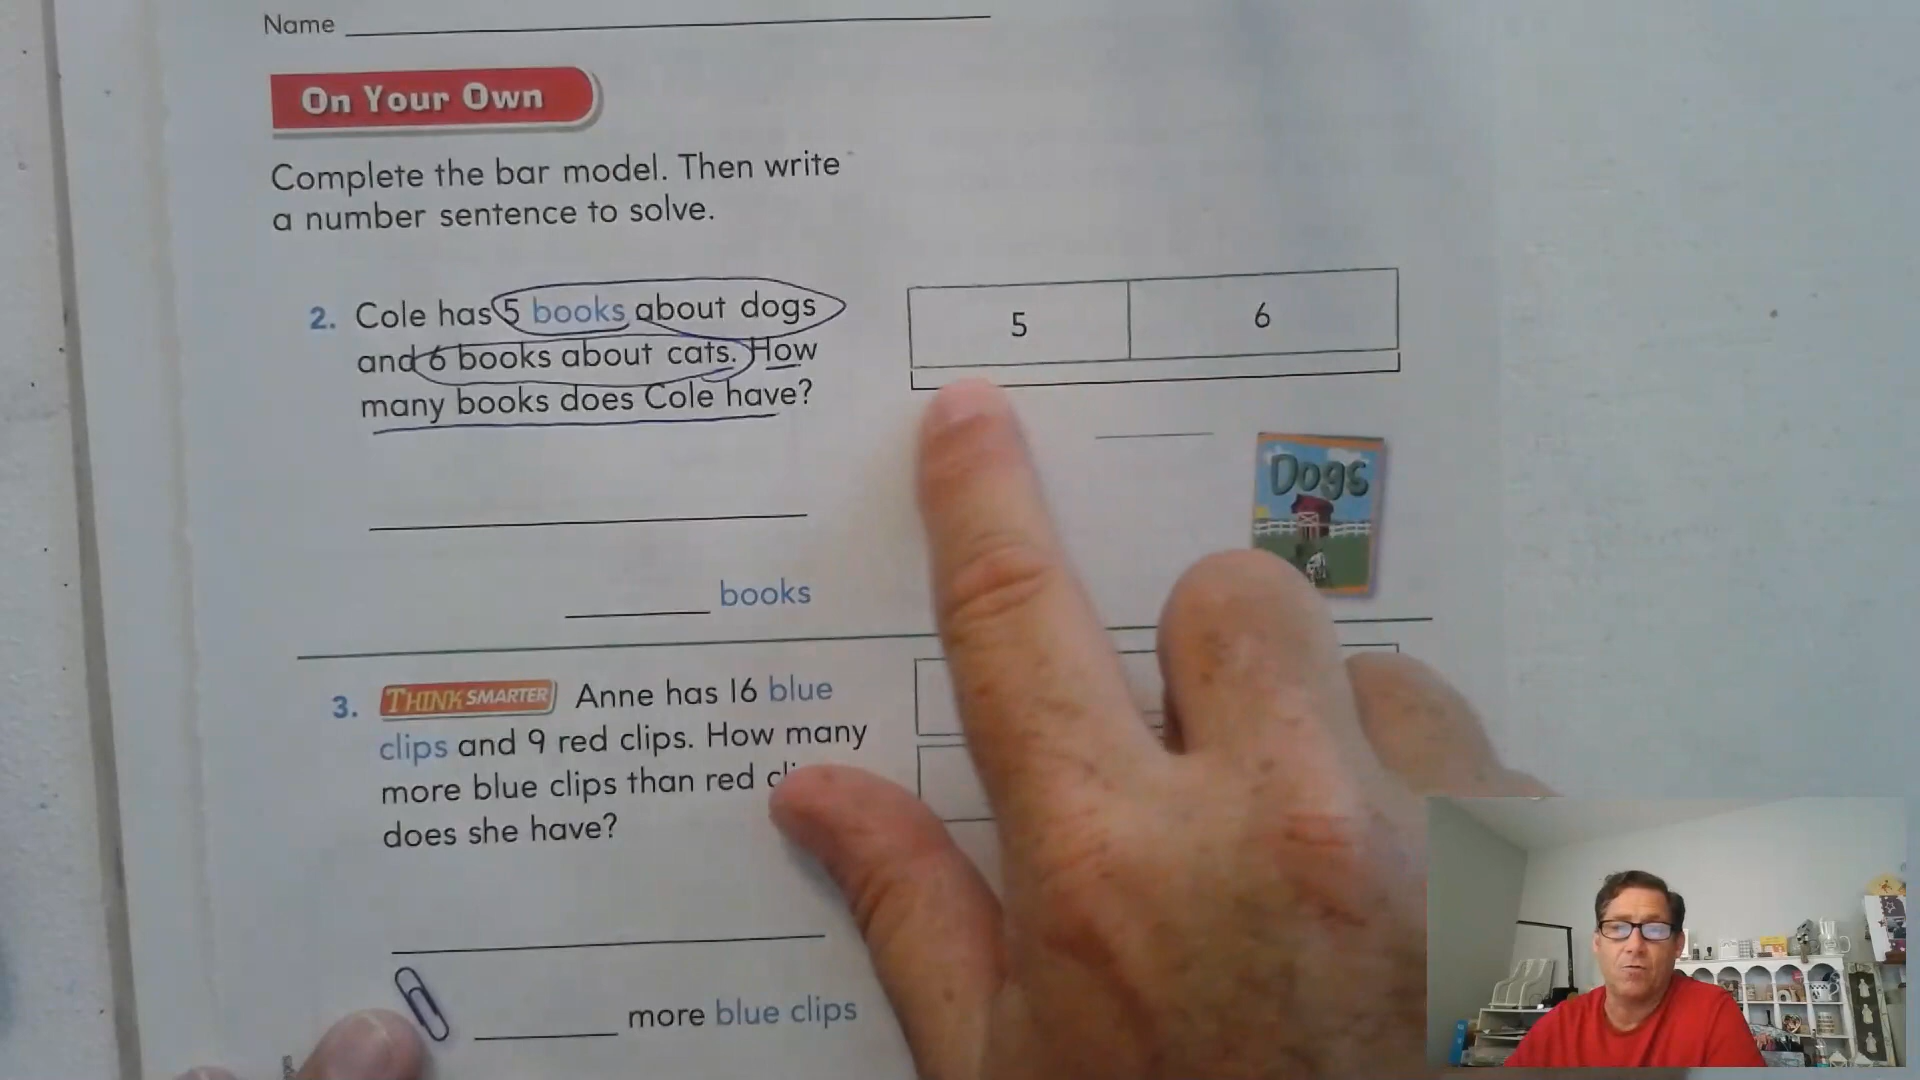 Name
On Your Own
Complete the bar model. Then write
a number sentence to solve.
2. Cole has 5 books about dogs
and 6 books about cats. How
many books does Cole have?
5 6
Dogs
books
3. THINK SMARTER Anne has 16 blue
clips and 9 red clips. How many
more blue clips than red
does she have?
more blue clips